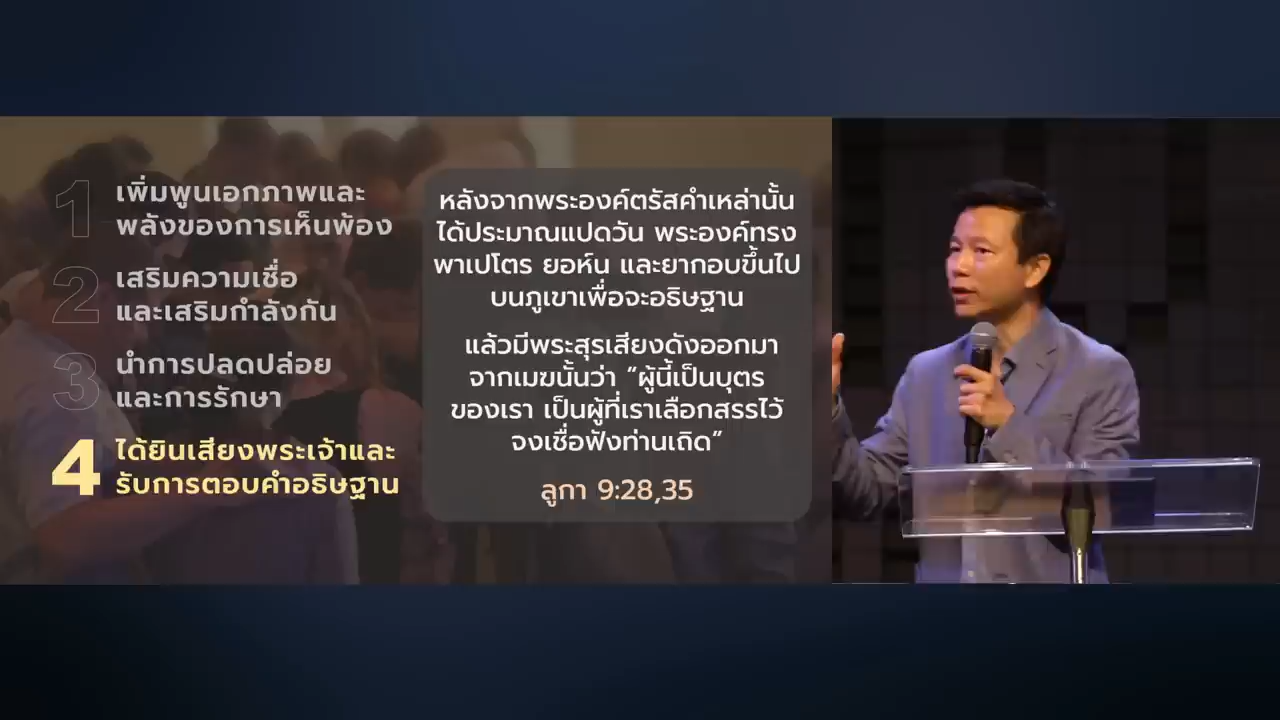 1
เพิ่มพูนเอกภาพและ
พลังของการเห็นพ้อง
2
เสริมความเชื่อ
และเสริมกำลังกัน
3
นำการปลดปล่อย
และการรักษา
4
ได้ยินเสียงพระเจ้าและ
รับการตอบคำอธิษฐาน
หลังจากพระองค์ตรัสคำเหล่านั้น
ได้ประมาณแปดวัน พระองค์ทรง
พาเปโตร ยอห์น และยากอบขึ้นไป
บนภูเขาเพื่อจะอธิษฐาน
แล้วมีพระสุรเสียงดังออกมา
จากเมฆนั้นว่า “ผู้นี้เป็นบุตร
ของเรา เป็นผู้ที่เราเลือกสรรไว้
จงเชื่อฟังท่านเถิด”
ลูกา 9:28,35